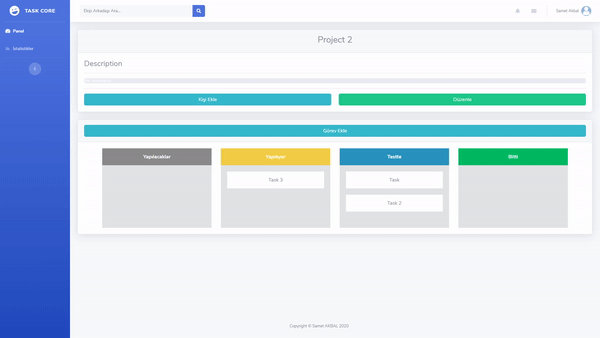 TASK CORE
Ekip Arkadaşı Ara...
Samet Akbal
Panel
İstatistikler
Project 2
Description
Kişi Ekle
Düzenle
Görev Ekle
Yapılacaklar
Yapılıyor
Testte
Bitti
Task 3
Task
Task 2
Copyright © Samet AKBAL 2020